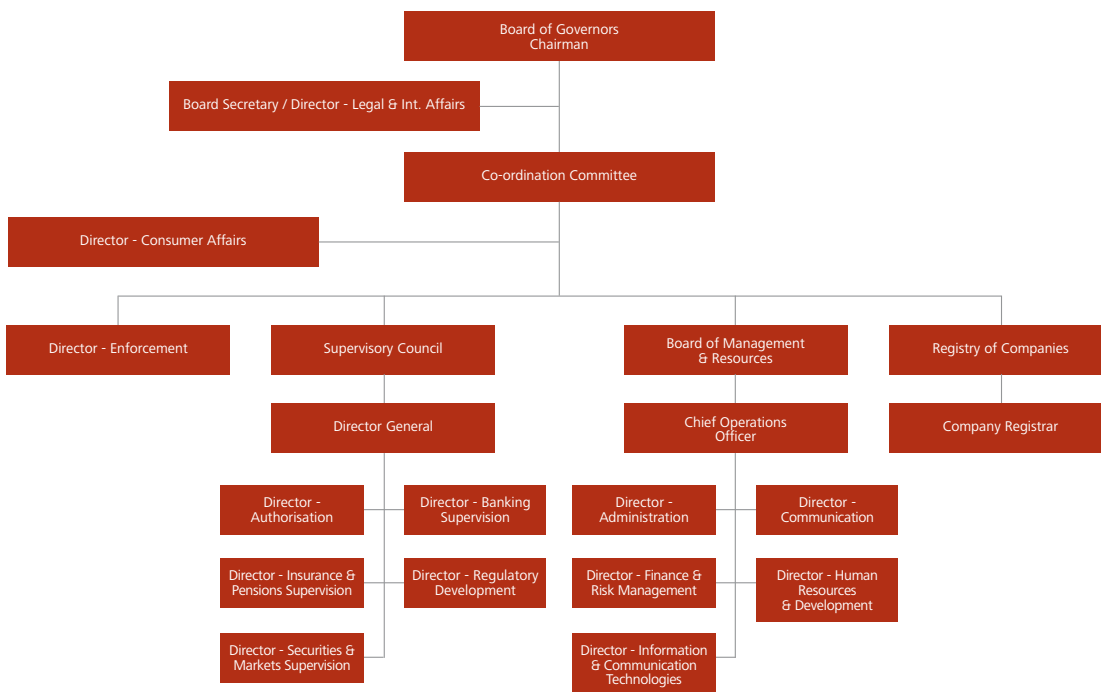 Board of Governors
Chairman
Board Secretary / Director - Legal & Int. Affairs
Co-ordination Committee
Director - Consumer Affairs
Director - Enforcement
Supervisory Council
Board of Management
& Resources
Registry of Companies
Director General
Chief Operations
Officer
Company Registrar
Director -
Authorisation
Director - Banking
Supervision
Director -
Administration
Director -
Communication
Director - Insurance &
Pensions Supervision
Director - Regulatory
Development
Director - Finance &
Risk Management
Director - Human
Resources
& Development
Director - Securities &
Markets Supervision
Director - Information
& Communication
Technologies